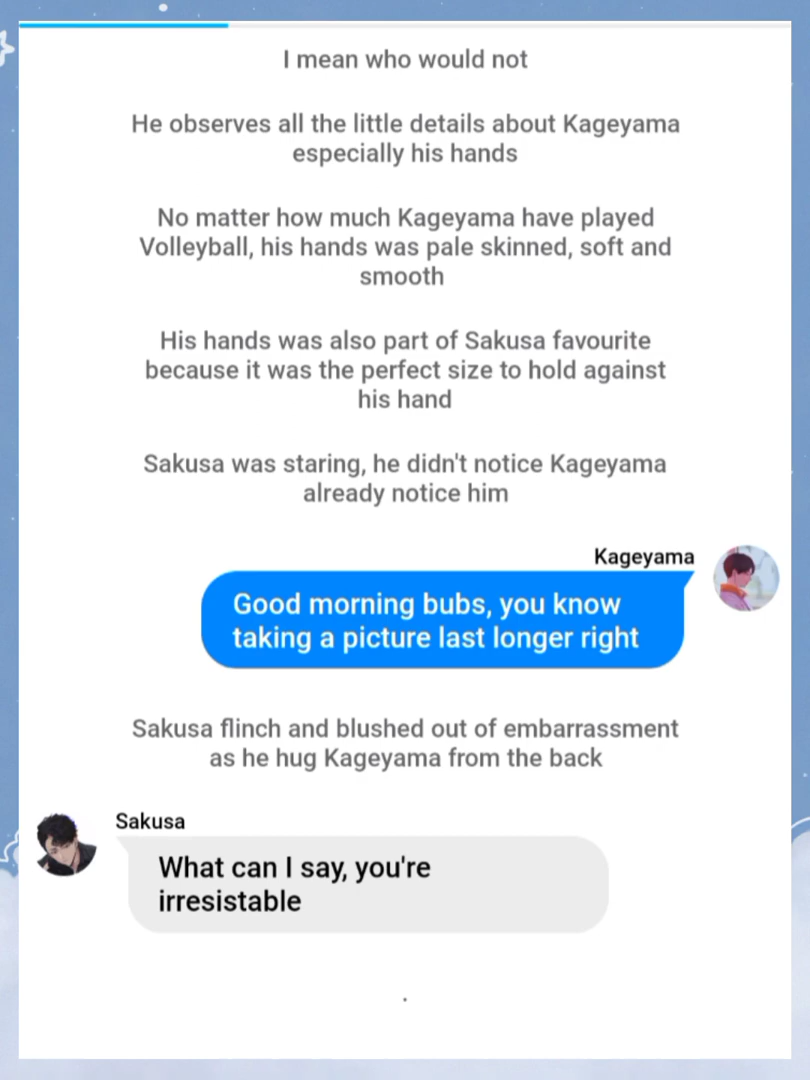 I mean who would not
He observes all the little details about Kageyama
especially his hands
No matter how much Kageyama have played
Volleyball, his hands was pale skinned, soft and
smooth
His hands was also part of Sakusa favourite
because it was the perfect size to hold against
his hand
Sakusa was staring, he didn't notice Kageyama
already notice him
Kageyama
Good morning bubs, you know
taking a picture last longer right
Sakusa flinch and blushed out of embarrassment
as he hug Kageyama from the back
Sakusa
What can I say, you're
irresistable
.